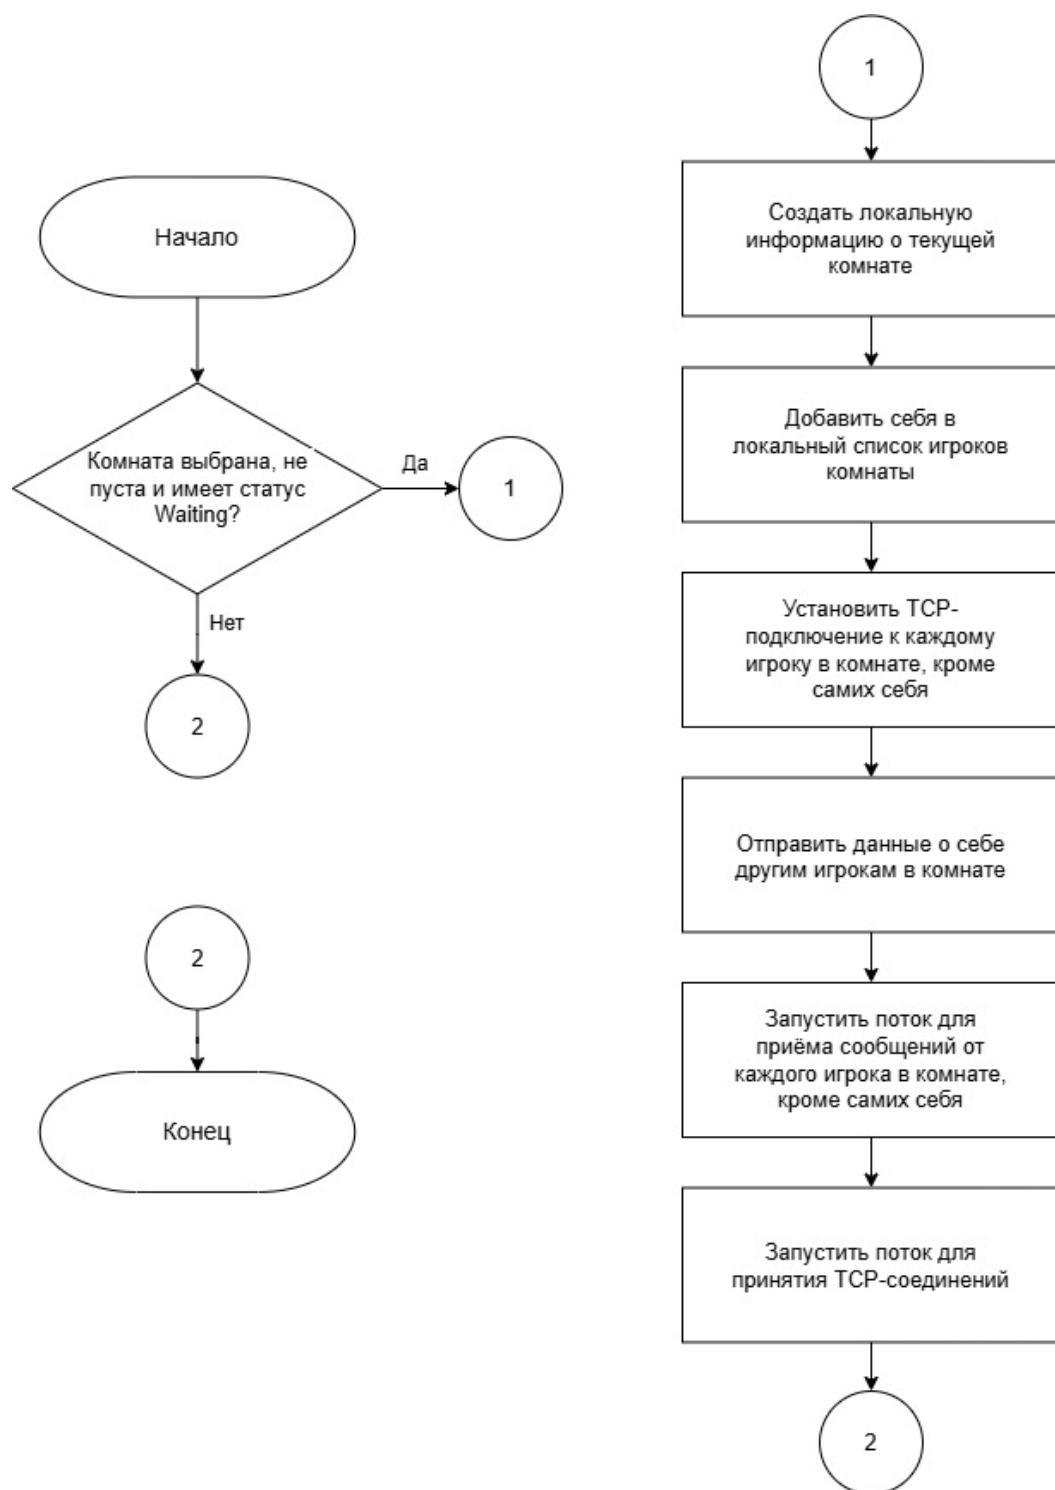 Начало
Комната выбрана, не
пуста и имеет статус
Waiting?
Да
1
Нет
2
2
Конец
1
Создать локальную
информацию о текущей
комнате
Добавить себя в
локальный список игроков
комнаты
Установить TCP-
подключение к каждому
игроку в комнате, кроме
самих себя
Отправить данные о себе
другим игрокам в комнате
Запустить поток для
приёма сообщений от
каждого игрока в комнате,
кроме самих себя
Запустить поток для
принятия TCP-соединений
2